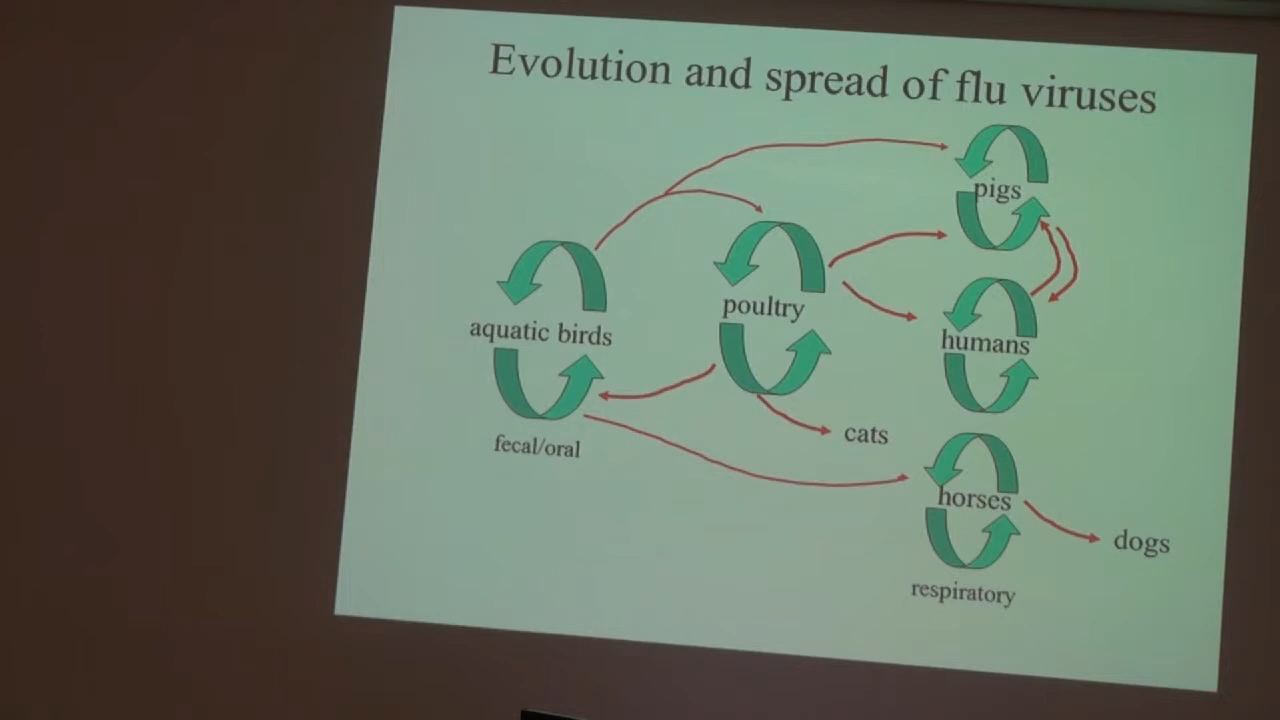 Evolution and spread of flu viruses
pigs
poultry
aquatic birds
humans
cats
fecal/oral
horses
dogs
respiratory